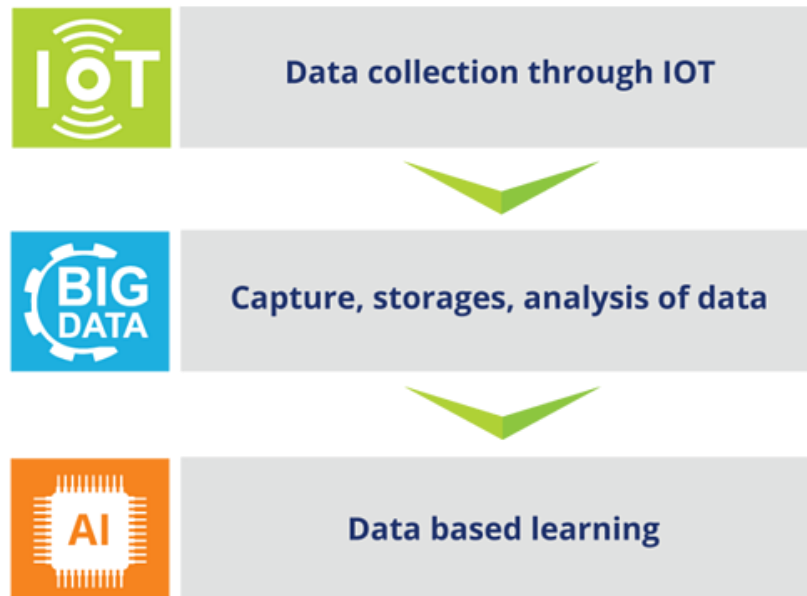 IoT
Data collection through IOT
BIG
DATA
Capture, storages, analysis of data
AI
Data based learning